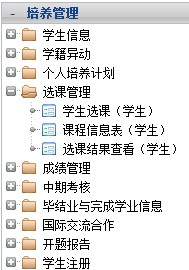 培养管理
学生信息
学籍异动
个人培养计划
选课管理
学生选课（学生）
课程信息表（学生）
选课结果查看（学生）
成绩管理
中期考核
毕结业与完成学业信息
国际交流合作
开题报告
学生注册